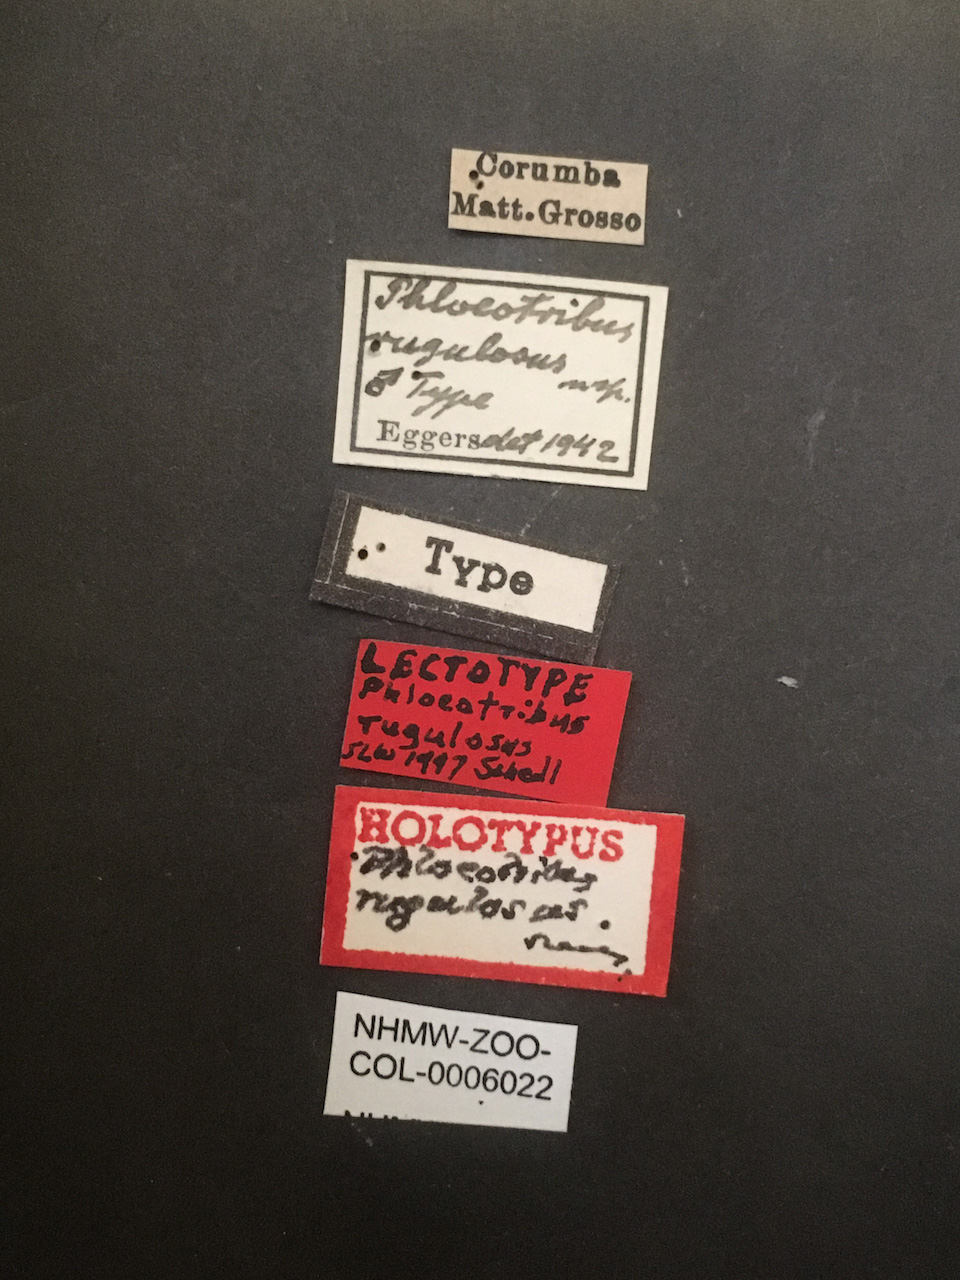 Corumba
Matt. Grosso
Phloeotribus
rugulosus n.sp.
♂ Type
Eggers det 1942
Type
LECTOTYPE
Phloeotribus
rugulosus
SLW 1997 Schedl
HOLOTYPUS
Phloeotribus
rugulosus
NHMW-ZOO-
COL-0006022